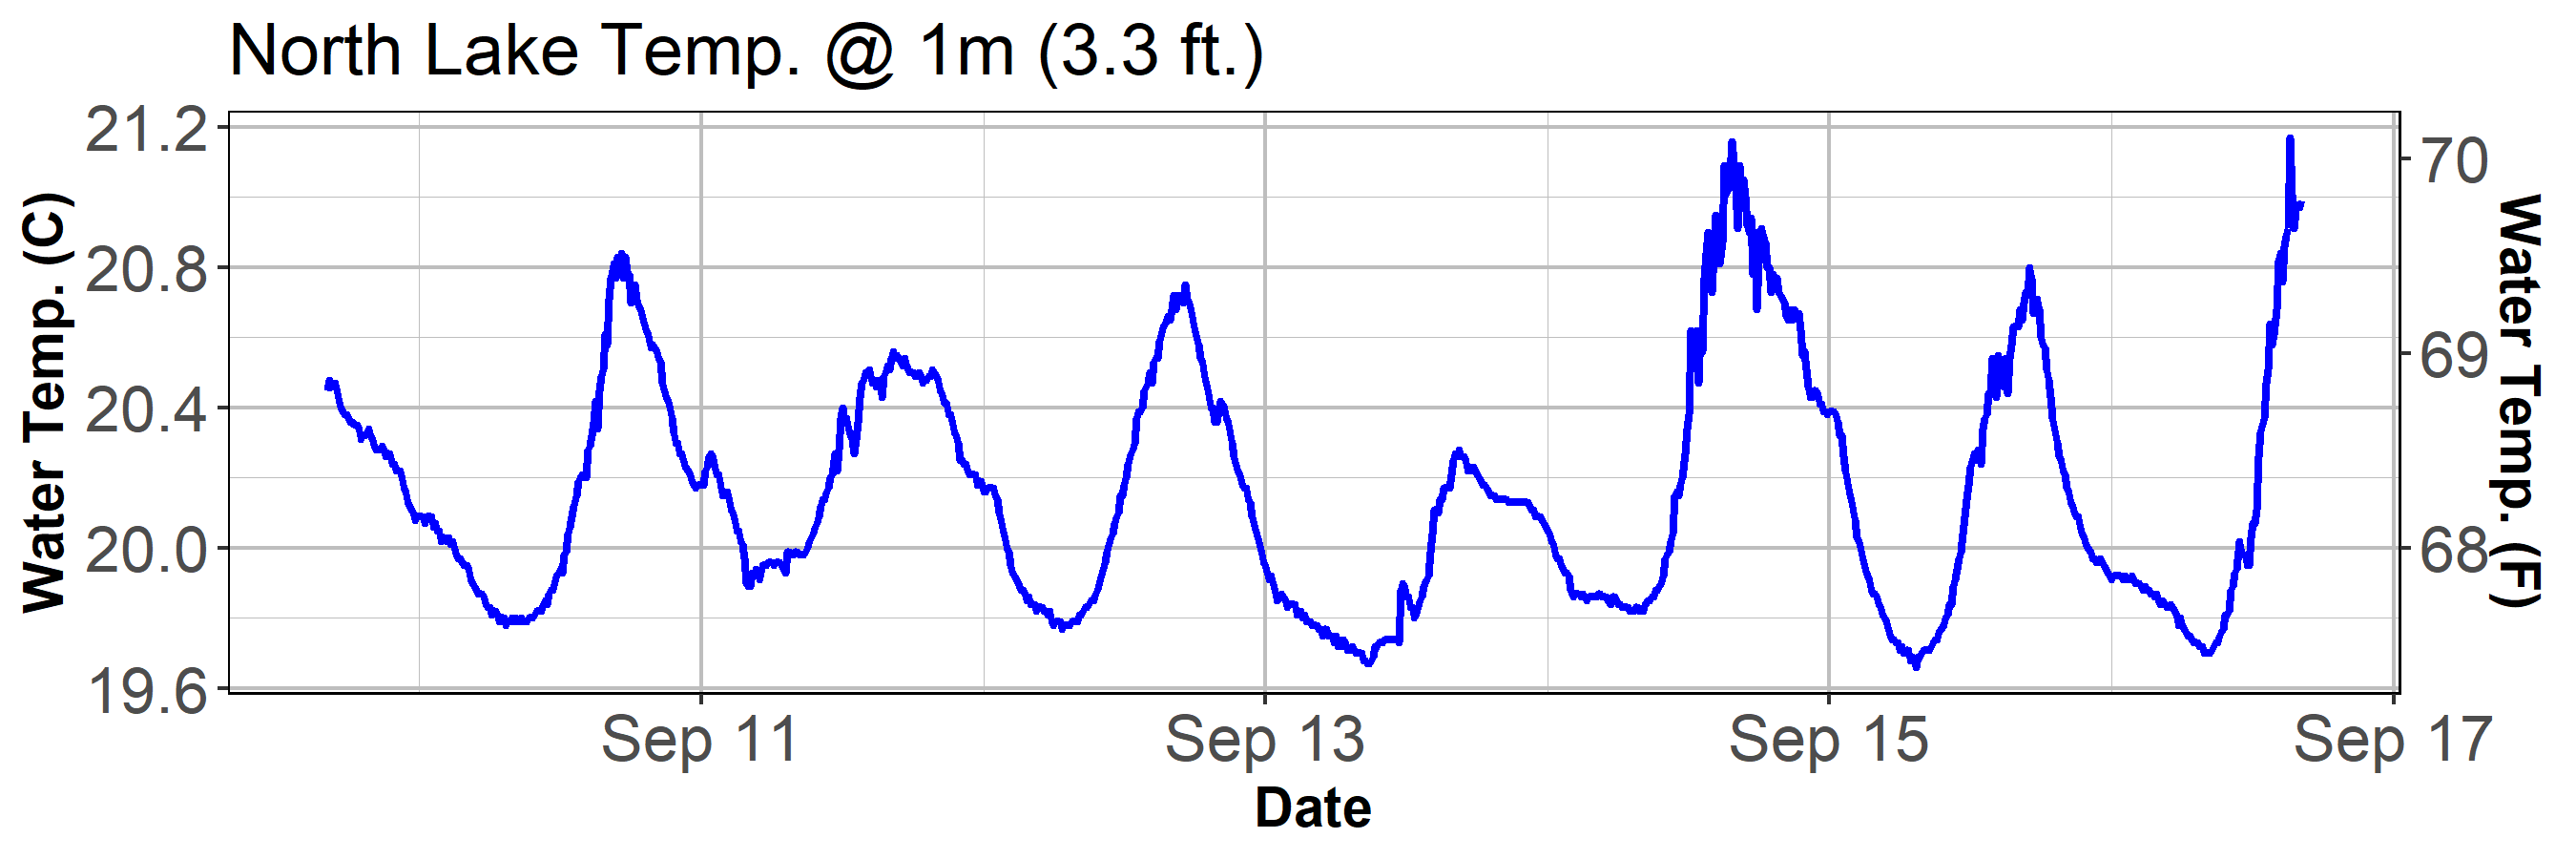 North Lake Temp. @ 1m (3.3 ft.)
Water Temp. (C)
21.2
20.8
20.4
20.0
19.6
70
69
68
Water Temp. (F)
Sep 11 Sep 13 Sep 15 Sep 17
Date